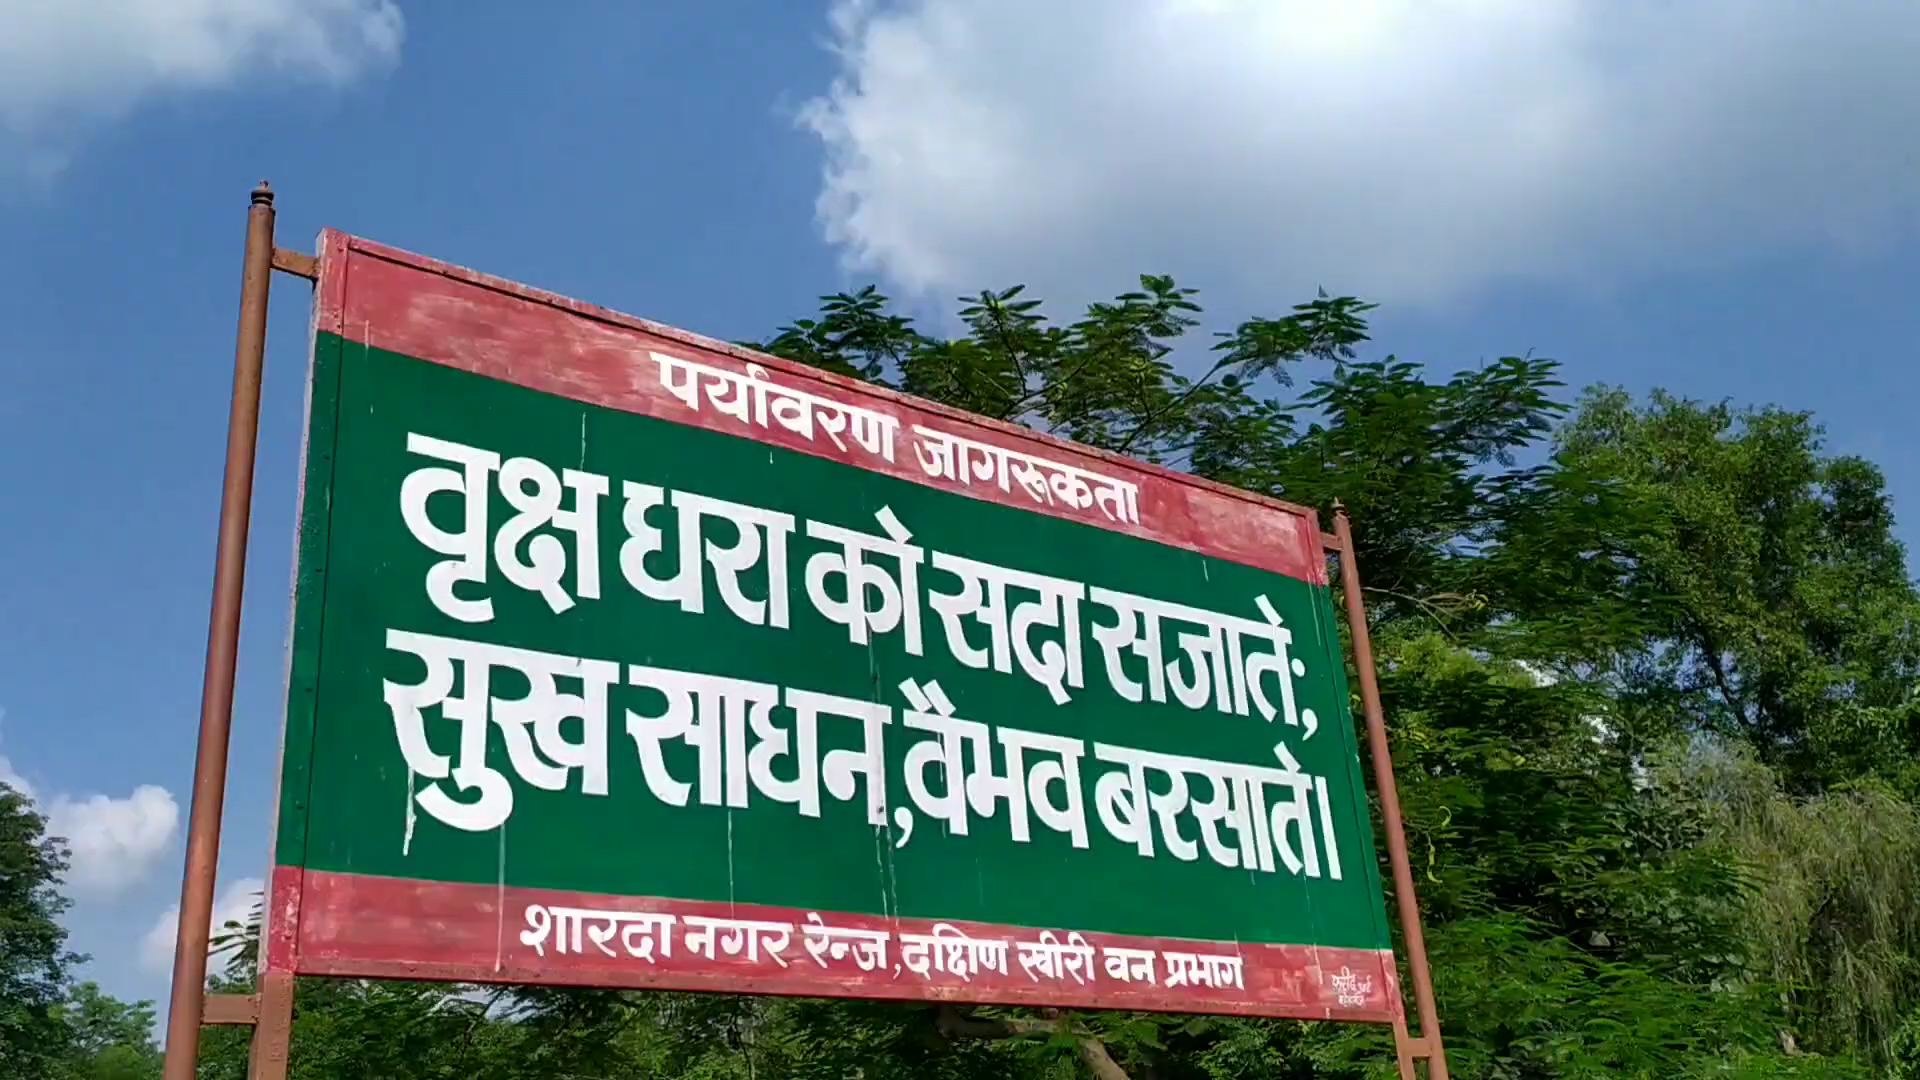 पर्यावरण जागरूकता
वृक्ष धरा को सदा सजाते;
सुख साधन,वैभव बरसाते।
शारदा नगर रेन्ज,दक्षिण खीरी वन प्रभाग